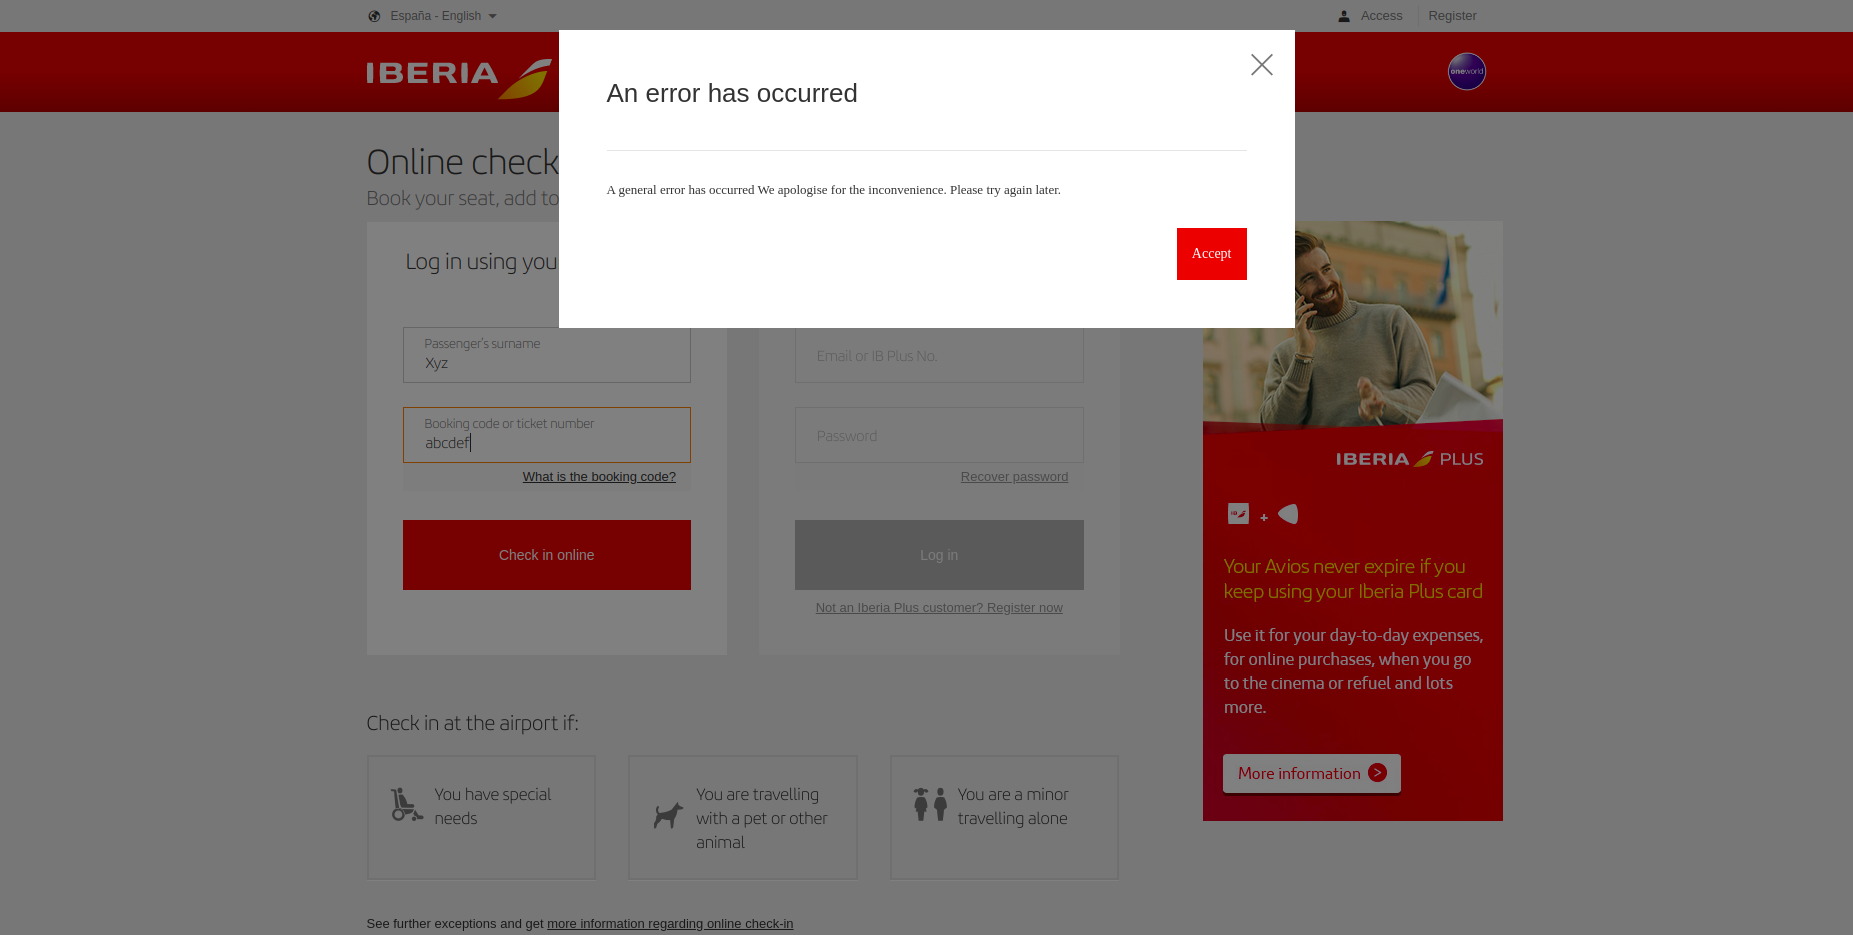 España - English
Access
Register
IBERIA
oneworld
An error has occurred
A general error has occurred We apologise for the inconvenience. Please try again later.
Accept
Online check
Book your seat, add to
Log in using you
Passenger's surname
Xyz
Booking code or ticket number
abcdef
What is the booking code?
Check in online
Email or IB Plus No.
Password
Recover password
Log in
Not an Iberia Plus customer? Register now
IBERIA PLUS
IB
+
Your Avios never expire if you
keep using your Iberia Plus card
Use it for your day-to-day expenses,
for online purchases, when you go
to the cinema or refuel and lots
more.
More information >
Check in at the airport if:
You have special
needs
You are travelling
with a pet or other
animal
You are a minor
travelling alone
See further exceptions and get more information regarding online check-in